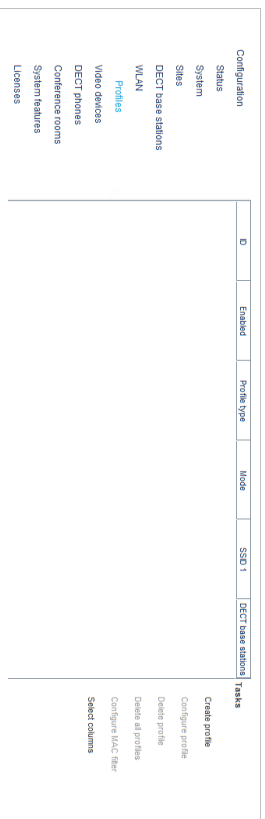 Configuration
Status
System
Sites
DECT base stations
WLAN
Profiles
Video devices
DECT phones
Conference rooms
System features
Licenses
ID Enabled Profile type Mode SSID 1 DECT base stations
Tasks
Create profile
Configure profile
Delete profile
Delete all profiles
Configure MAC filter
Select columns